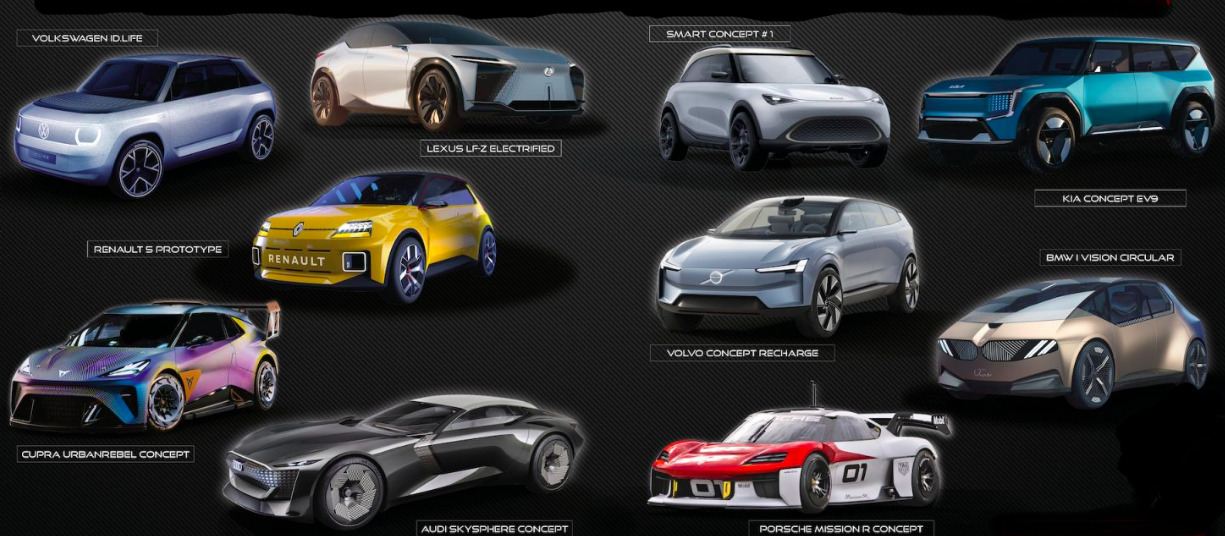 VOLKSWAGEN ID.LIFE
SMART CONCEPT #1
LEXUS LF-Z ELECTRIFIED
KIA CONCEPT EV9
RENAULT 5 PROTOTYPE
RENAULT
BMW I VISION CIRCULAR
VOLVO CONCEPT RECHARGE
CUPRA URBANREBEL CONCEPT
01
01
AUDI SKYSPHERE CONCEPT
PORSCHE MISSION R CONCEPT